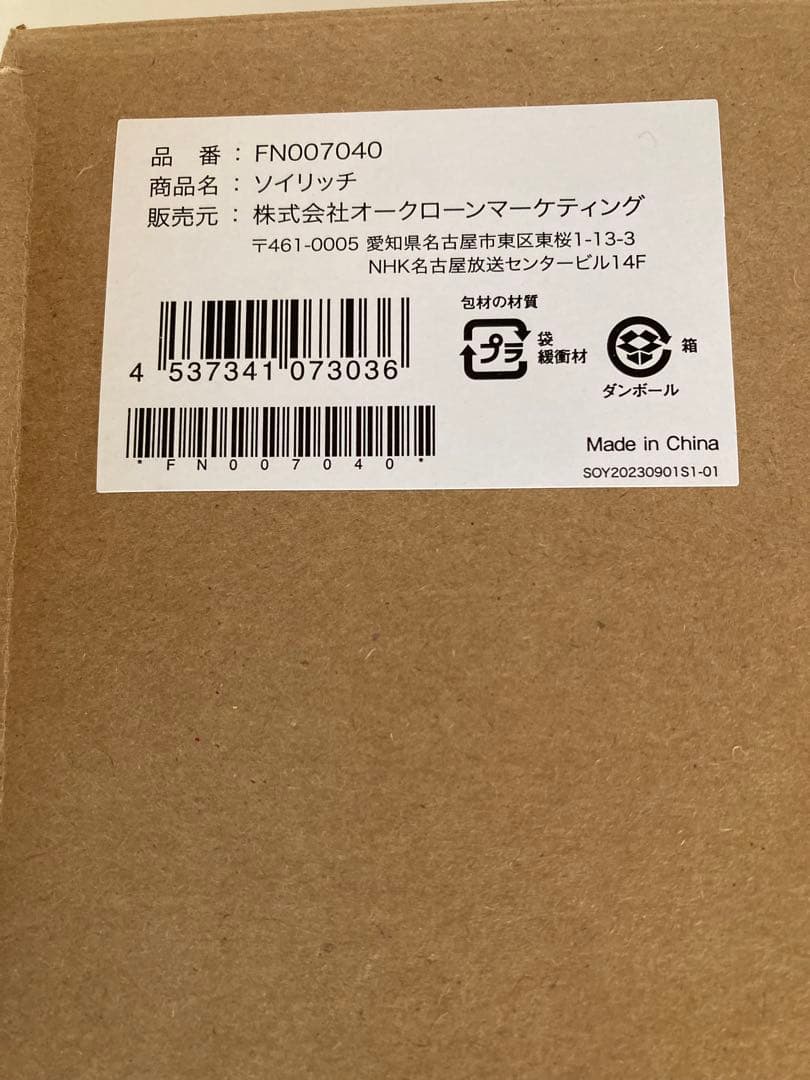 品 番 : FN007040
商品名 : ソイリッチ
販売元 : 株式会社オークローンマーケティング
〒461-0005 愛知県名古屋市東区東桜1-13-3
NHK名古屋放送センタービル14F
包材の材質
プラ 袋 緩衝材
箱
ダンボール
4 537341 073036
*FN007040*
Made in China
SOY20230901S1-01